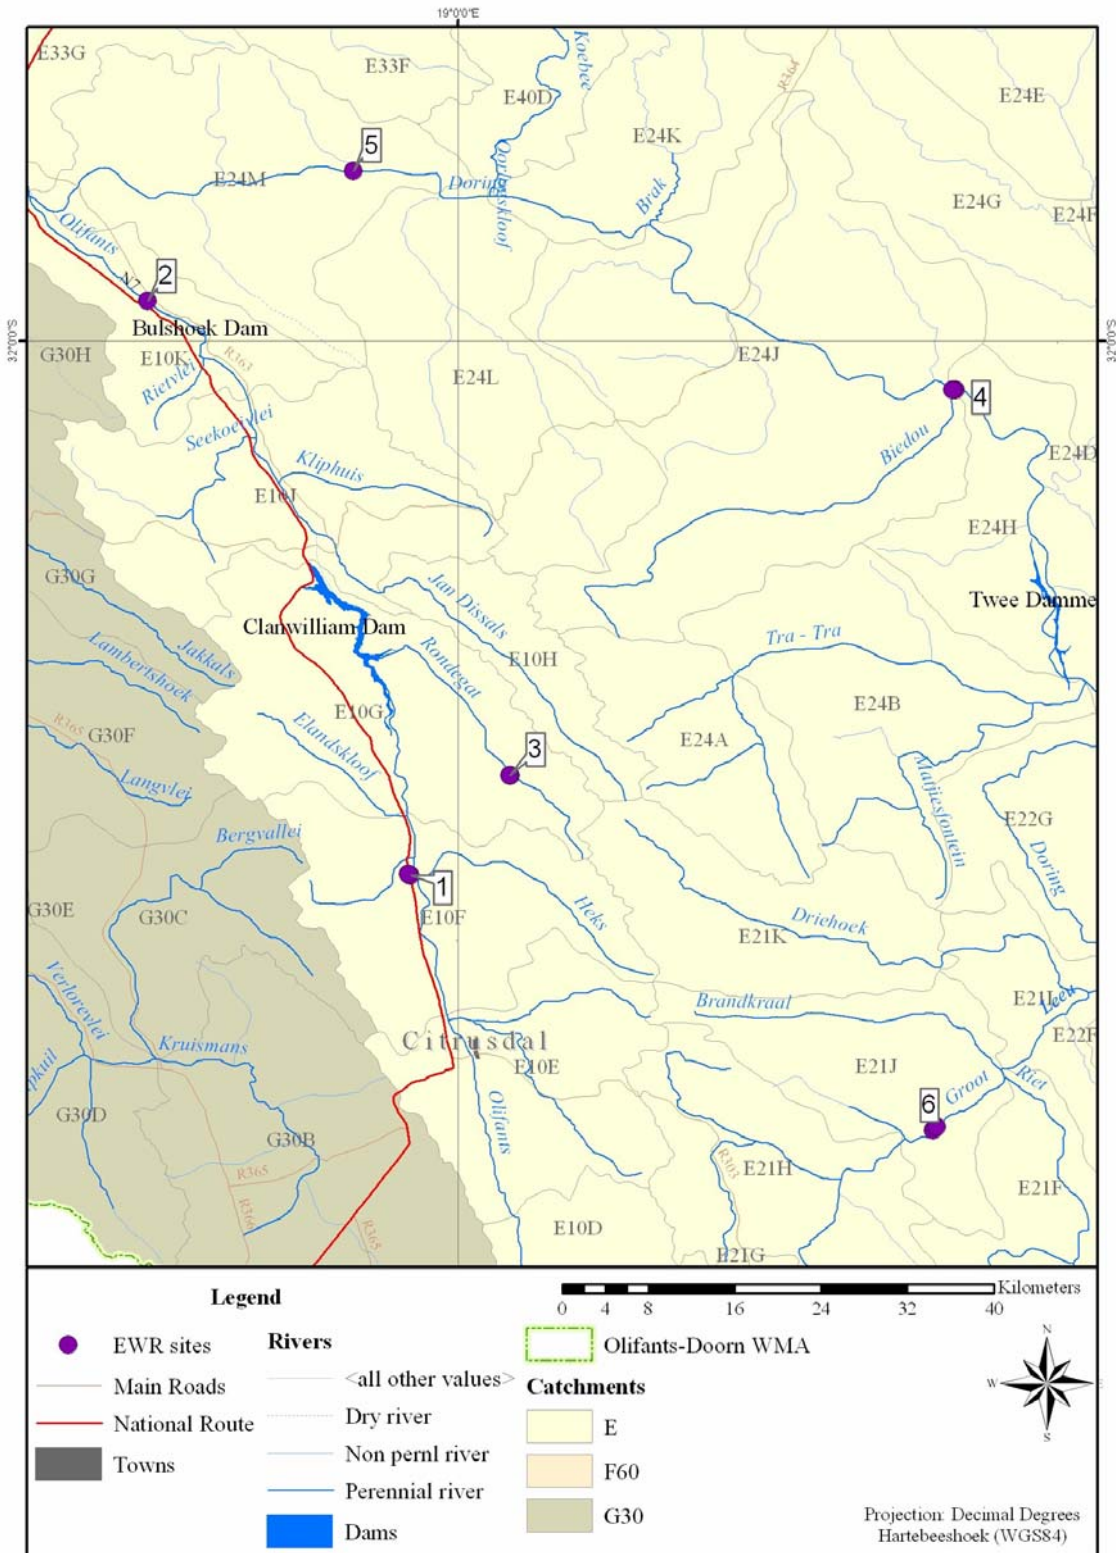 19°0'0"E
E33G
E33F
Koebee
R364
E40D
E24E
E24K
5
E24M
Doring
Oorlogskloof
Brak
E24G
E24F
Olifants
N7
2
Bulshoek Dam
32°0'0"S
32°0'0"S
G30H
E10K
R363
Rietvlei
E24L
E24J
4
Seekoeivlei
Biedou
E24D
Kliphuis
E10J
E24H
G30G
Jan Dissals
Twee Damme
Clanwilliam Dam
Tra - Tra
Jakkals
Lambertshoek
Rondegat
E10H
E10G
E24B
R365
G30F
Elandskloof
E24A
3
Langvlei
Matjiesfontein
E22G
Bergvallei
Doring
1
G30E
G30C
E10F
Heks
Driehoek
E21K
Verlorevlei
Brandkraal
E21L
Leeu
Kruismans
Citrusdal
E22F
pkuil
E10E
E21J
Groot
Riet
6
G30D
Olifants
G30B
R365
R303
E21H
R366
R365
E21F
E10D
E21G
Legend
EWR sites
Main Roads
National Route
Towns
Rivers
<all other values>
Dry river
Non pernl river
Perennial river
Dams
Kilometers
0 4 8 16 24 32 40
Olifants-Doorn WMA
Catchments
E
F60
G30
N
W
E
S
Projection: Decimal Degrees
Hartebeeshoek (WGS84)